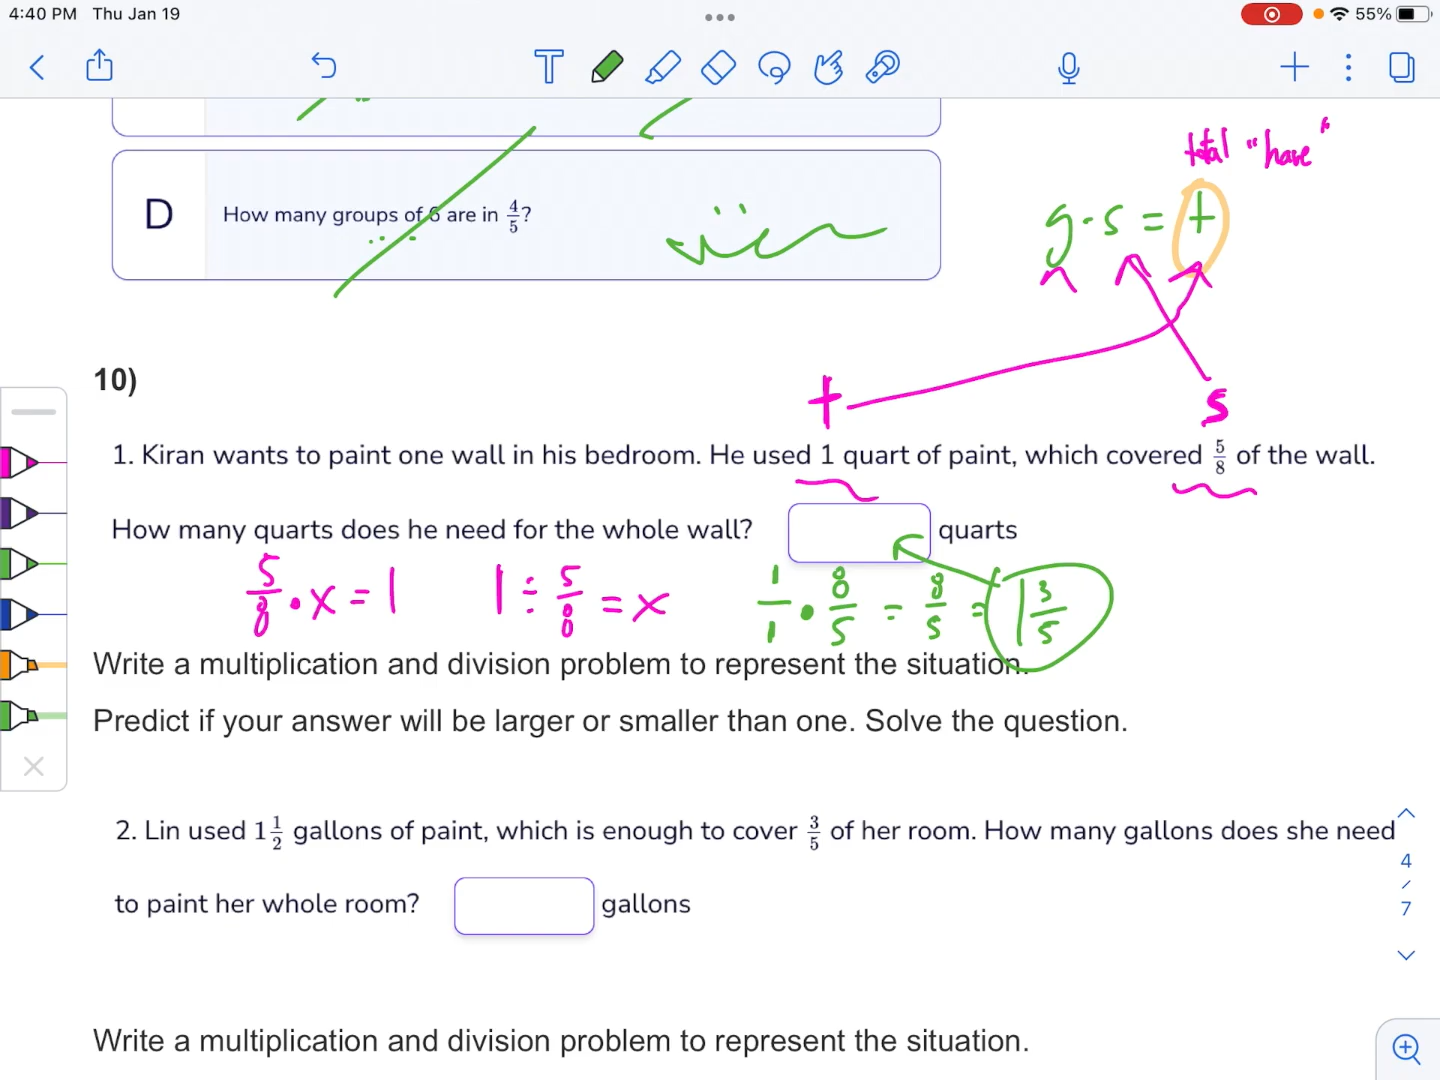 4:40 PM Thu Jan 19
55%
total "have"
D
How many groups of 6 are in 4/5?
g · s = t
10)
t
s
1. Kiran wants to paint one wall in his bedroom. He used 1 quart of paint, which covered 5/8 of the wall.
How many quarts does he need for the whole wall? quarts
5/8 · x = 1 1 ÷ 5/8 = x 1/1 · 8/5 = 8/5 = 1 3/5
Write a multiplication and division problem to represent the situation.
Predict if your answer will be larger or smaller than one. Solve the question.
2. Lin used 1 1/2 gallons of paint, which is enough to cover 3/5 of her room. How many gallons does she need
to paint her whole room? gallons
4
/
7
Write a multiplication and division problem to represent the situation.